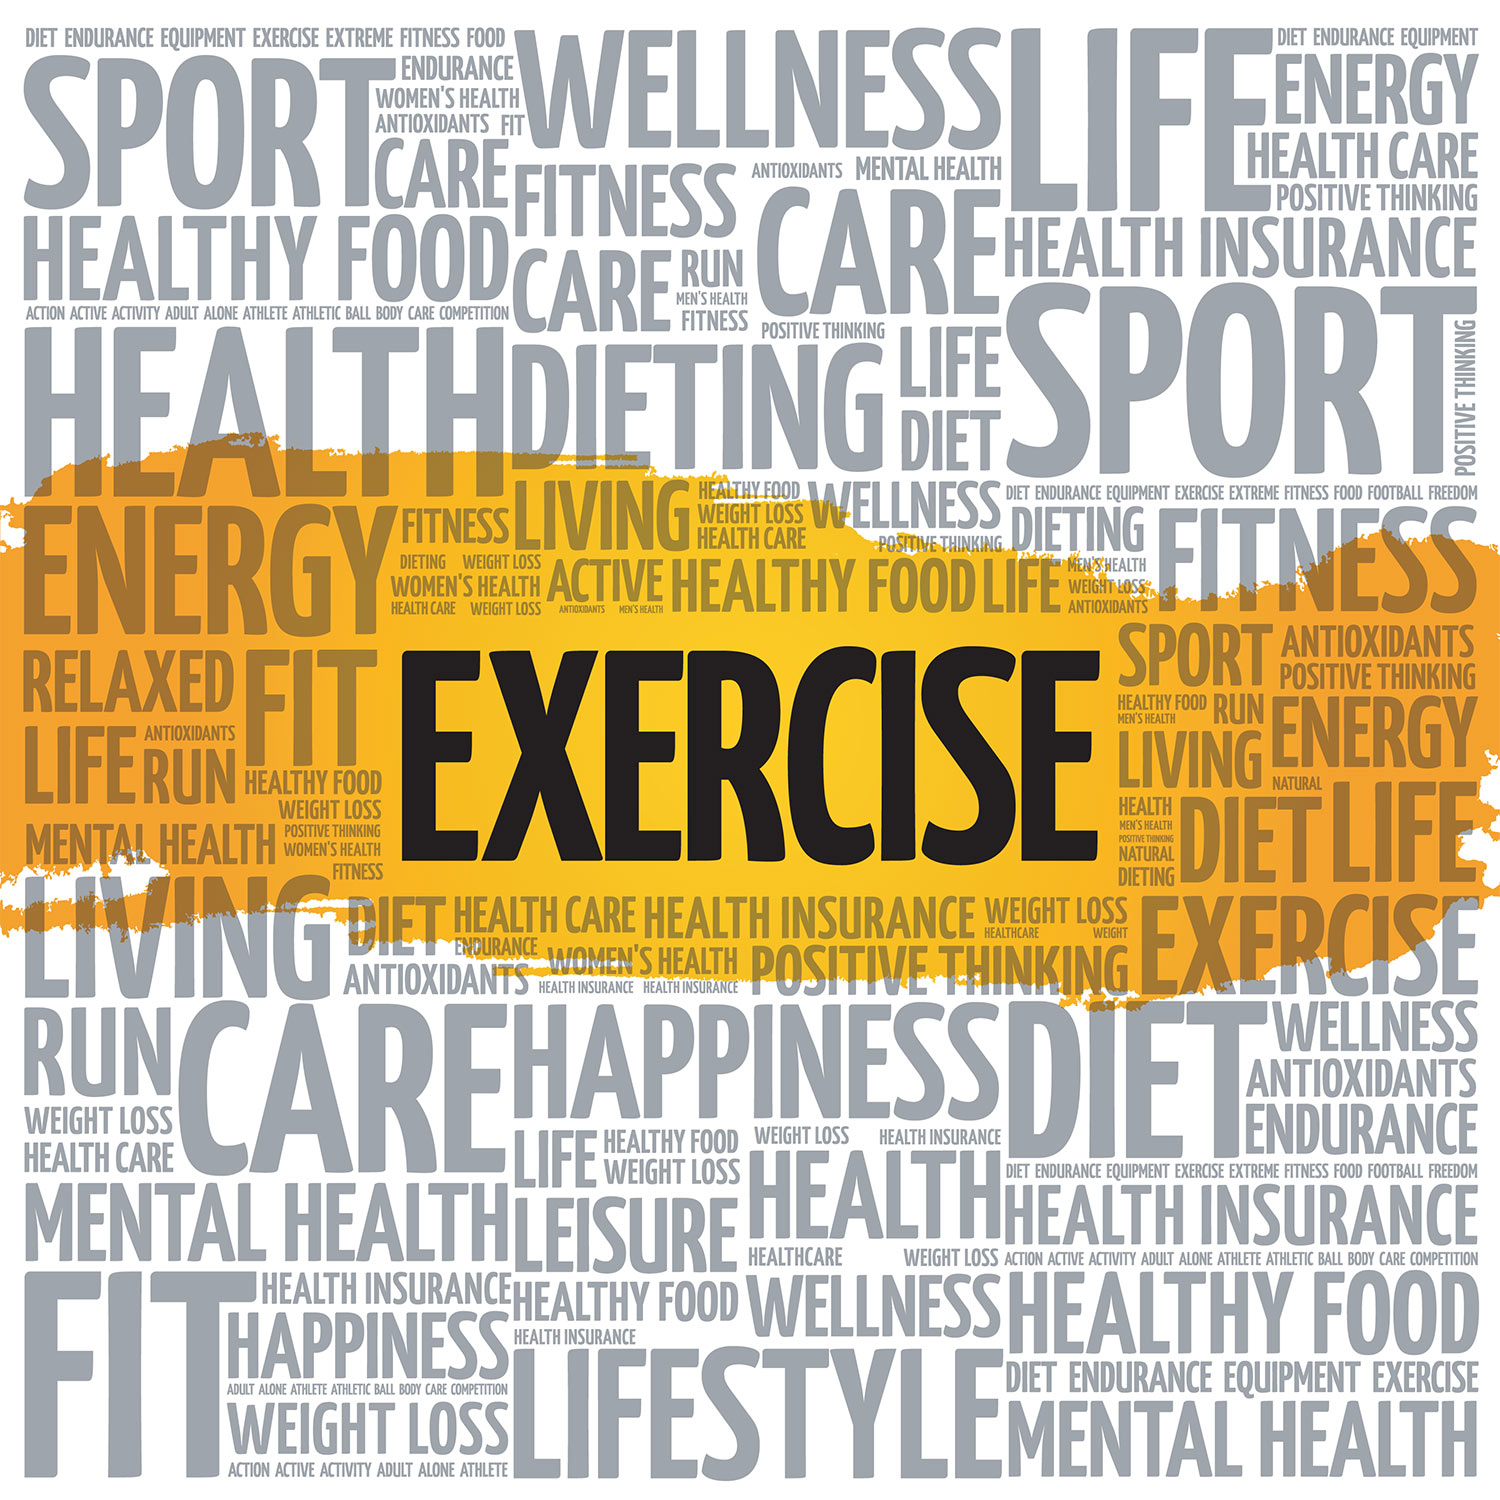 DIET ENDURANCE EQUIPMENT EXERCISE EXTREME FITNESS FOOD
SPORT
ENDURANCE
WOMEN'S HEALTH
ANTIOXIDANTS FIT
CARE
HEALTHY FOOD
ACTION ACTIVE ACTIVITY ADULT ALONE ATHLETE ATHLETIC BALL BODY CARE COMPETITION
WELLNESS
FITNESS
ANTIOXIDANTS MENTAL HEALTH
CARE
RUN
MEN'S HEALTH
FITNESS
CARE
POSITIVE THINKING
LIFE
DIET ENDURANCE EQUIPMENT
ENERGY
HEALTH CARE
POSITIVE THINKING
HEALTH INSURANCE
SPORT
POSITIVE THINKING
HEALTH
DIETING
LIFE
DIET
DIET ENDURANCE EQUIPMENT EXERCISE EXTREME FITNESS FOOD FOOTBALL FREEDOM
ENERGY
FITNESS
LIVING
HEALTHY FOOD
WEIGHT LOSS
HEALTH CARE
WELLNESS
POSITIVE THINKING
DIETING
FITNESS
DIETING WEIGHT LOSS
WOMEN'S HEALTH
HEALTH CARE WEIGHT LOSS
ACTIVE
ANTIOXIDANTS MEN'S HEALTH
HEALTHY FOOD
LIFE
MEN'S HEALTH
WEIGHT LOSS
ANTIOXIDANTS
RELAXED
FIT
LIFE
ANTIOXIDANTS
RUN
HEALTHY FOOD
WEIGHT LOSS
MENTAL HEALTH
POSITIVE THINKING
WOMEN'S HEALTH
FITNESS
EXERCISE
SPORT
ANTIOXIDANTS
POSITIVE THINKING
HEALTHY FOOD
MEN'S HEALTH
RUN
ENERGY
LIVING
NATURAL
HEALTH
MEN'S HEALTH
POSITIVE THINKING
NATURAL
DIETING
DIET
LIFE
LIVING
DIET
HEALTH CARE
HEALTH INSURANCE
WEIGHT LOSS
HEALTHCARE WEIGHT
EXERCISE
ENDURANCE
ANTIOXIDANTS
WOMEN'S HEALTH
HEALTH INSURANCE HEALTH INSURANCE
POSITIVE THINKING
RUN
WEIGHT LOSS
HEALTH CARE
CARE
HAPPINESS
DIET
WELLNESS
ANTIOXIDANTS
ENDURANCE
LIFE
HEALTHY FOOD
WEIGHT LOSS
WEIGHT LOSS HEALTH INSURANCE
HEALTH
DIET ENDURANCE EQUIPMENT EXERCISE EXTREME FITNESS FOOD FOOTBALL FREEDOM
MENTAL HEALTH
LEISURE
HEALTHCARE WEIGHT LOSS
HEALTH INSURANCE
ACTION ACTIVE ACTIVITY ADULT ALONE ATHLETE ATHLETIC BALL BODY CARE COMPETITION
FIT
HEALTH INSURANCE
HAPPINESS
ADULT ALONE ATHLETE ATHLETIC BALL BODY CARE COMPETITION
WEIGHT LOSS
ACTION ACTIVE ACTIVITY ADULT ALONE ATHLETE
HEALTHY FOOD
HEALTH INSURANCE
WELLNESS
LIFESTYLE
HEALTHY FOOD
DIET ENDURANCE EQUIPMENT EXERCISE
MENTAL HEALTH